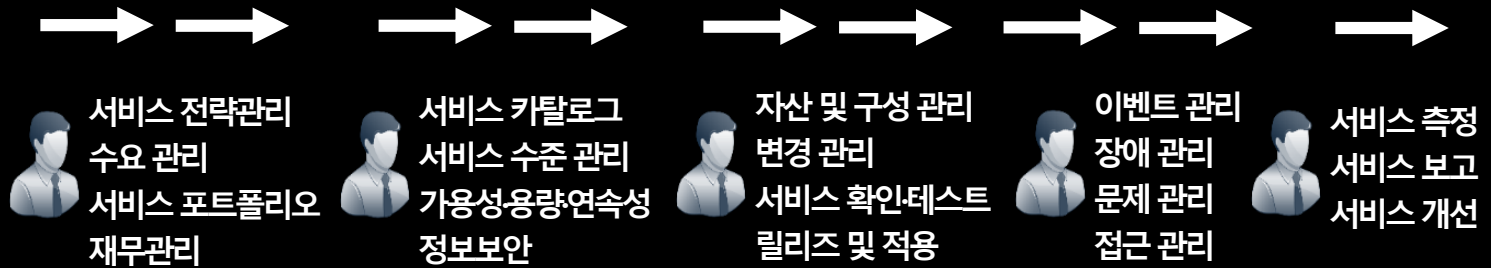 서비스 전략관리
수요 관리
서비스 포트폴리오
재무관리
서비스 카탈로그
서비스 수준 관리
가용성·용량·연속성
정보보안
자산 및 구성 관리
변경 관리
서비스 확인·테스트
릴리즈 및 적용
이벤트 관리
장애 관리
문제 관리
접근 관리
서비스 측정
서비스 보고
서비스 개선